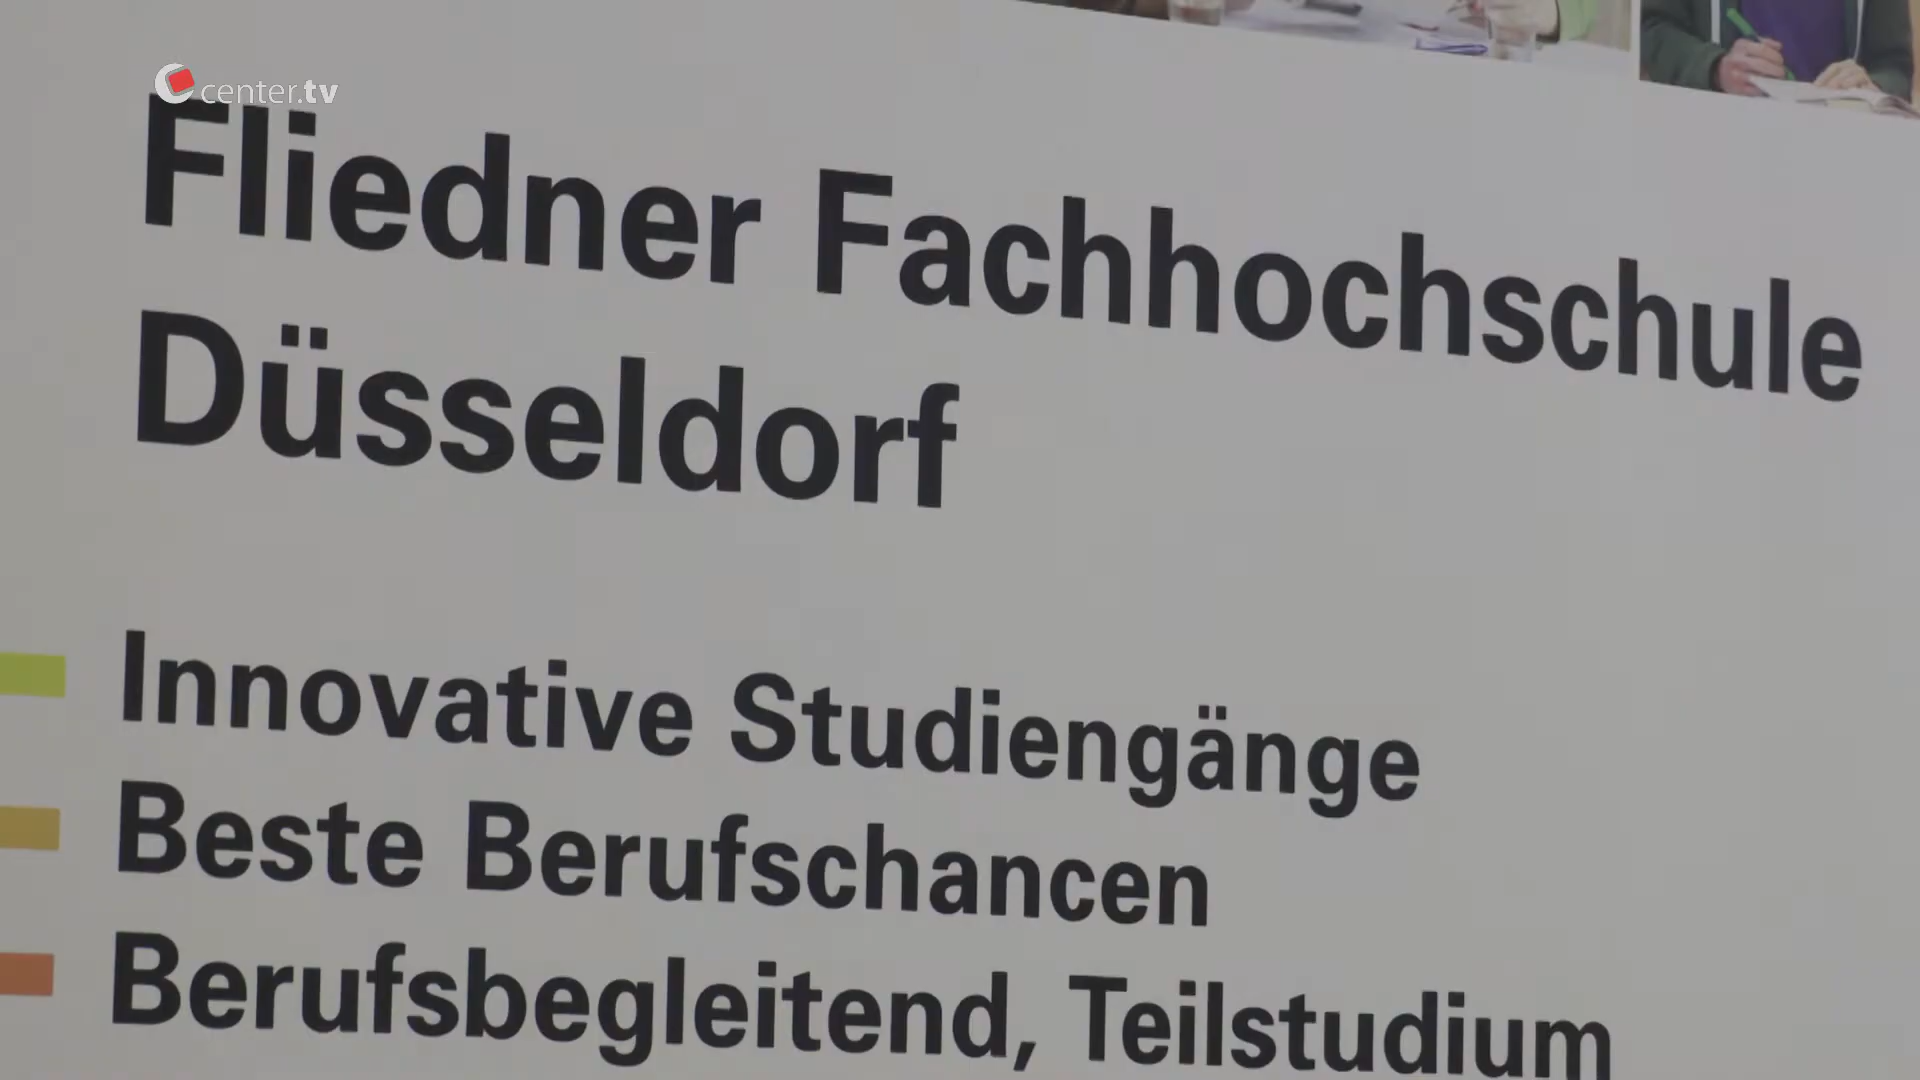 center.tv
Fliedner Fachhochschule
Düsseldorf
Innovative Studiengänge
Beste Berufschancen
Berufsbegleitend, Teilstudium